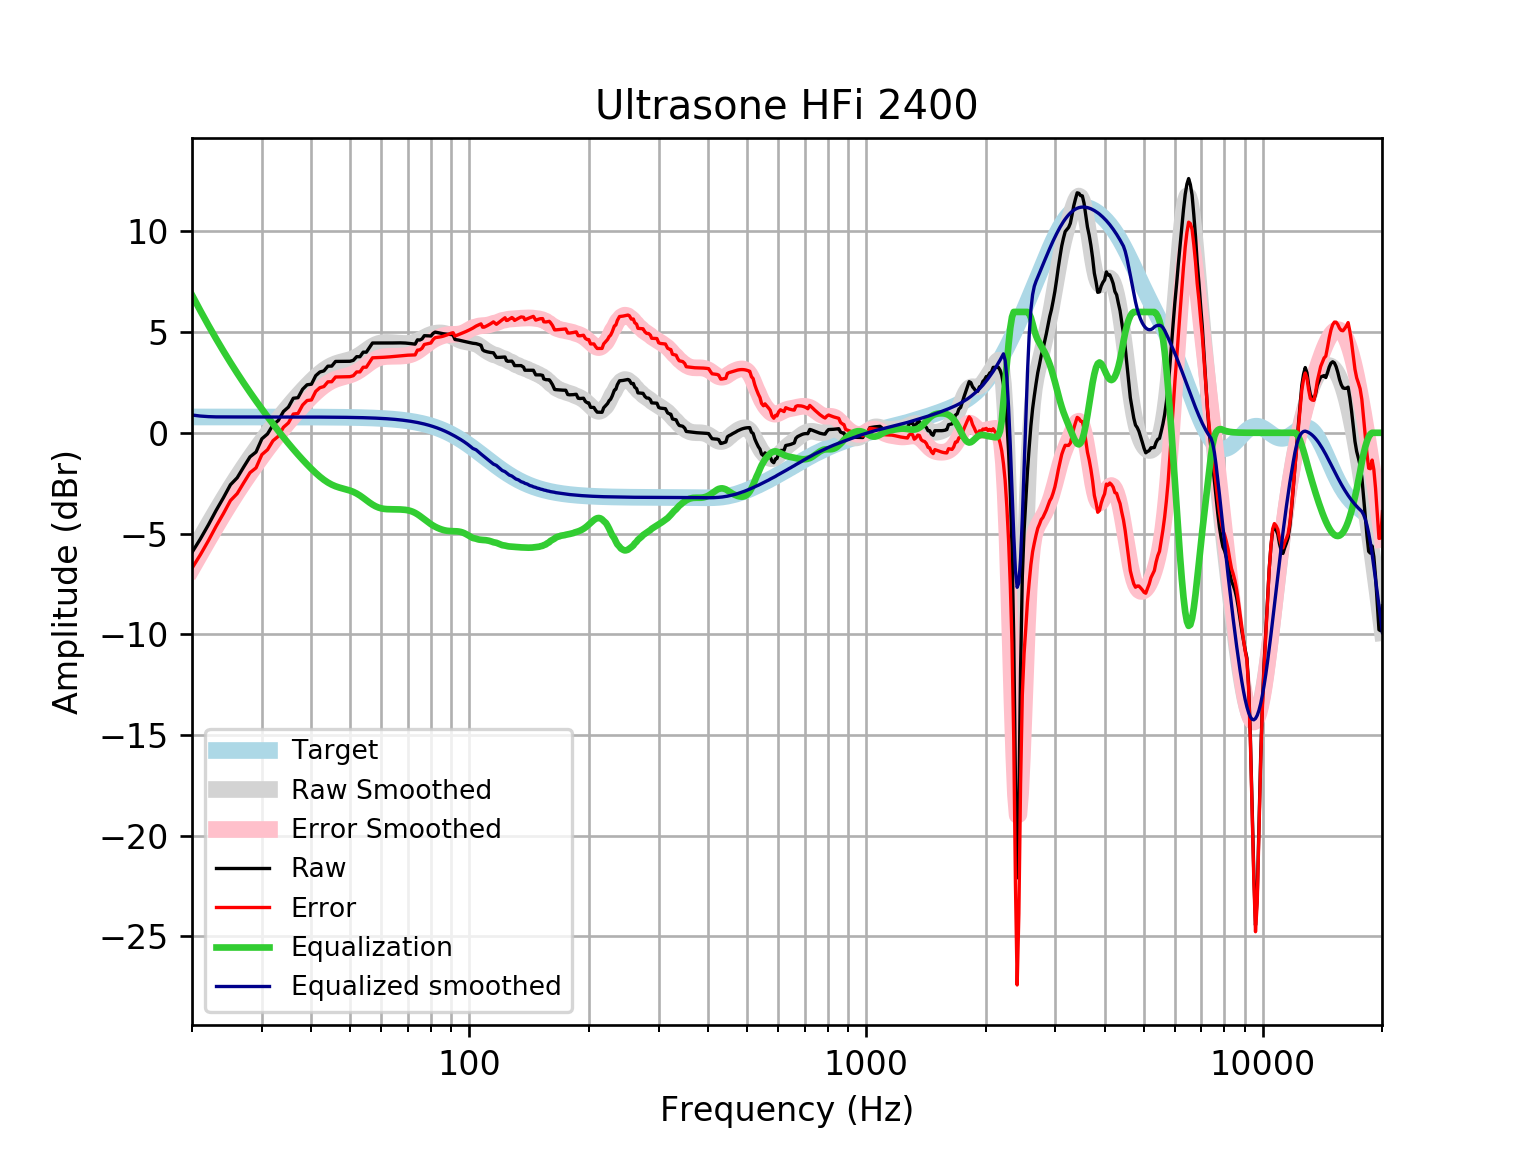 Ultrasone HFi 2400
Amplitude (dBr)
10
5
0
−5
−10
−15
−20
−25
Target
Raw Smoothed
Error Smoothed
Raw
Error
Equalization
Equalized smoothed
100 1000 10000
Frequency (Hz)